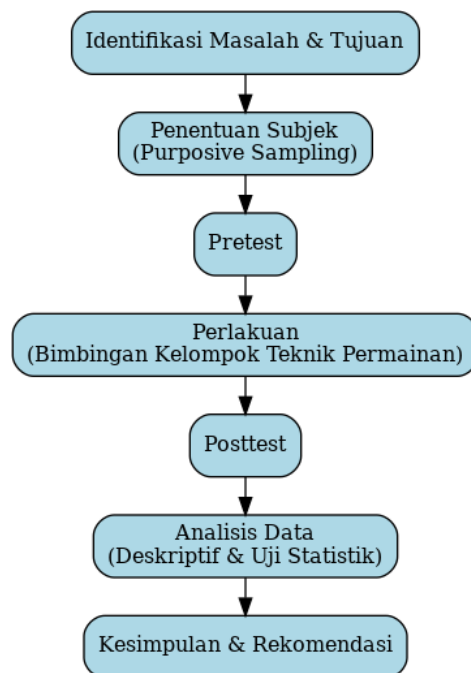 Identifikasi Masalah & Tujuan
Penentuan Subjek
(Purposive Sampling)
Pretest
Perlakuan
(Bimbingan Kelompok Teknik Permainan)
Posttest
Analisis Data
(Deskriptif & Uji Statistik)
Kesimpulan & Rekomendasi